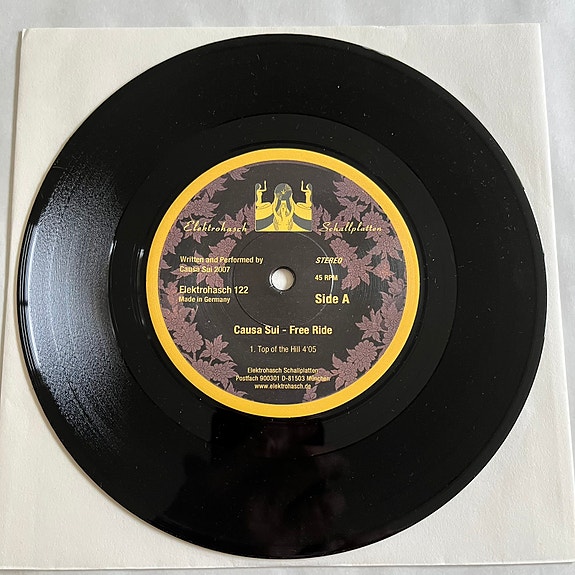 Elektrohasch Schallplatten
Written and Performed by
Causa Sui 2007
STEREO
45 RPM
Elektrohasch 122
Made in Germany
Side A
Causa Sui - Free Ride
1. Top of the Hill 4'05
Elektrohasch Schallplatten
Postfach 900301 D-81503 München
www.elektrohasch.de